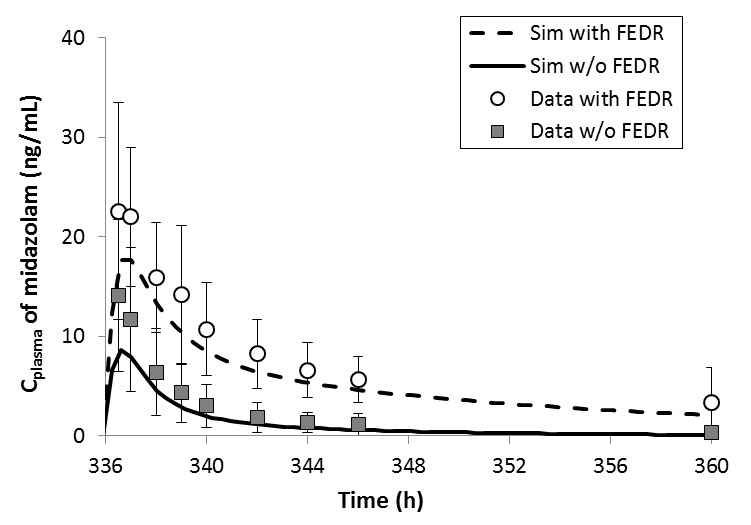 40
30
20
10
0
336
340
344
348
352
356
360
C_plasma of midazolam (ng/mL)
Time (h)
Sim with FEDR
Sim w/o FEDR
Data with FEDR
Data w/o FEDR